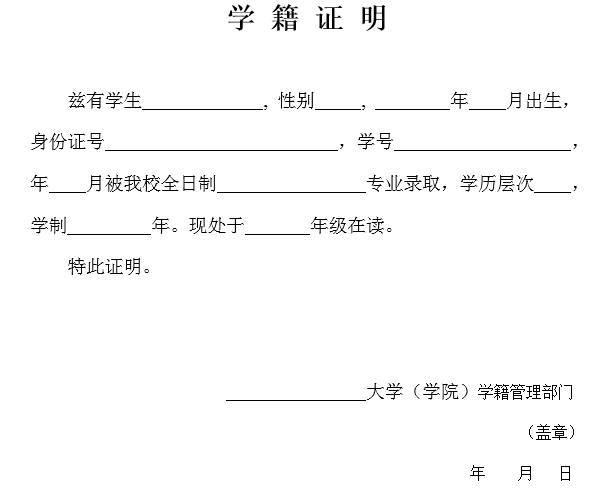 学 籍 证 明
兹有学生_____________, 性别_____, ________年____月出生，
身份证号_________________________，学号___________________，
年____月被我校全日制________________专业录取，学历层次____，
学制_________年。现处于_______年级在读。
特此证明。
_______________大学（学院）学籍管理部门
（盖章）
年 月 日